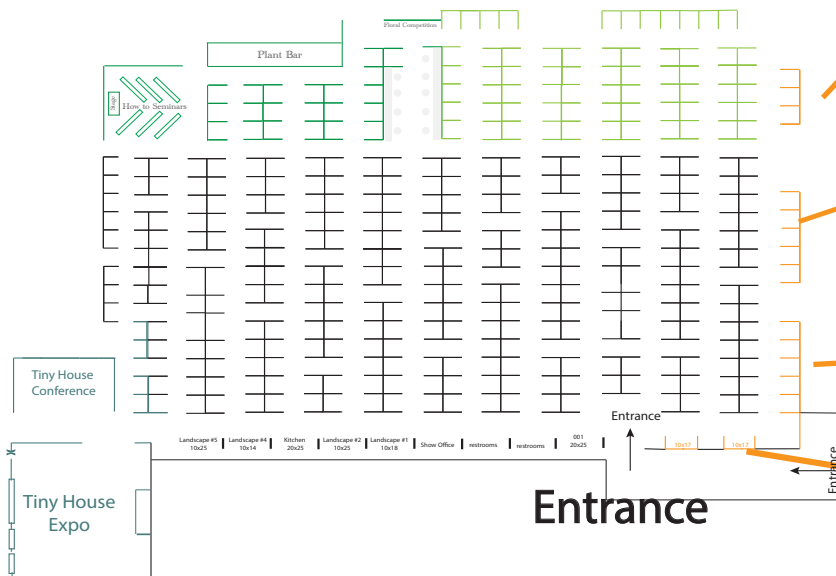 Floral Competition
Plant Bar
Stage
How to Seminars
Tiny House
Conference
Entrance
Landscape #5
10x25
Landscape #4
10x14
Kitchen
20x25
Landscape #2
10x25
Landscape #1
10x18
Show Office
restrooms
restrooms
001
20x25
10x17
10x17
Entrance
Tiny House
Expo
Entrance